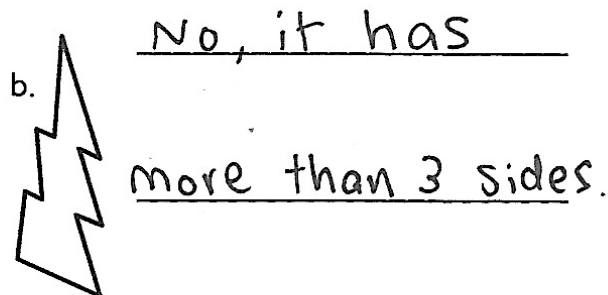 No, it has
b.
more than 3 sides.